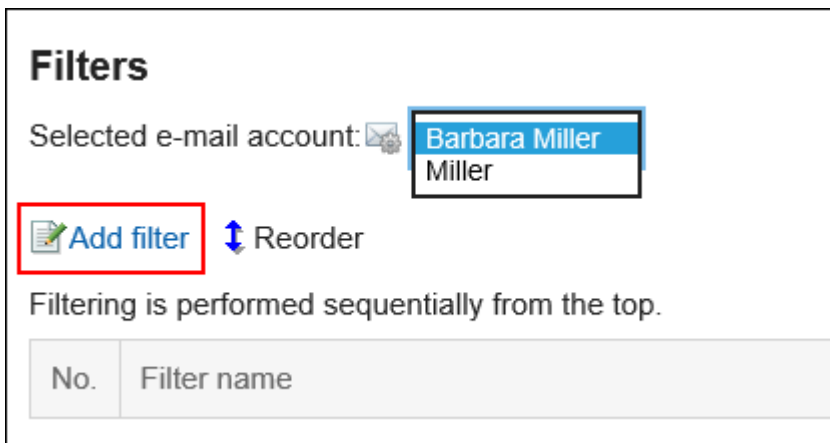 Filters
Selected e-mail account: Barbara Miller
Miller
Add filter Reorder
Filtering is performed sequentially from the top.
No. Filter name